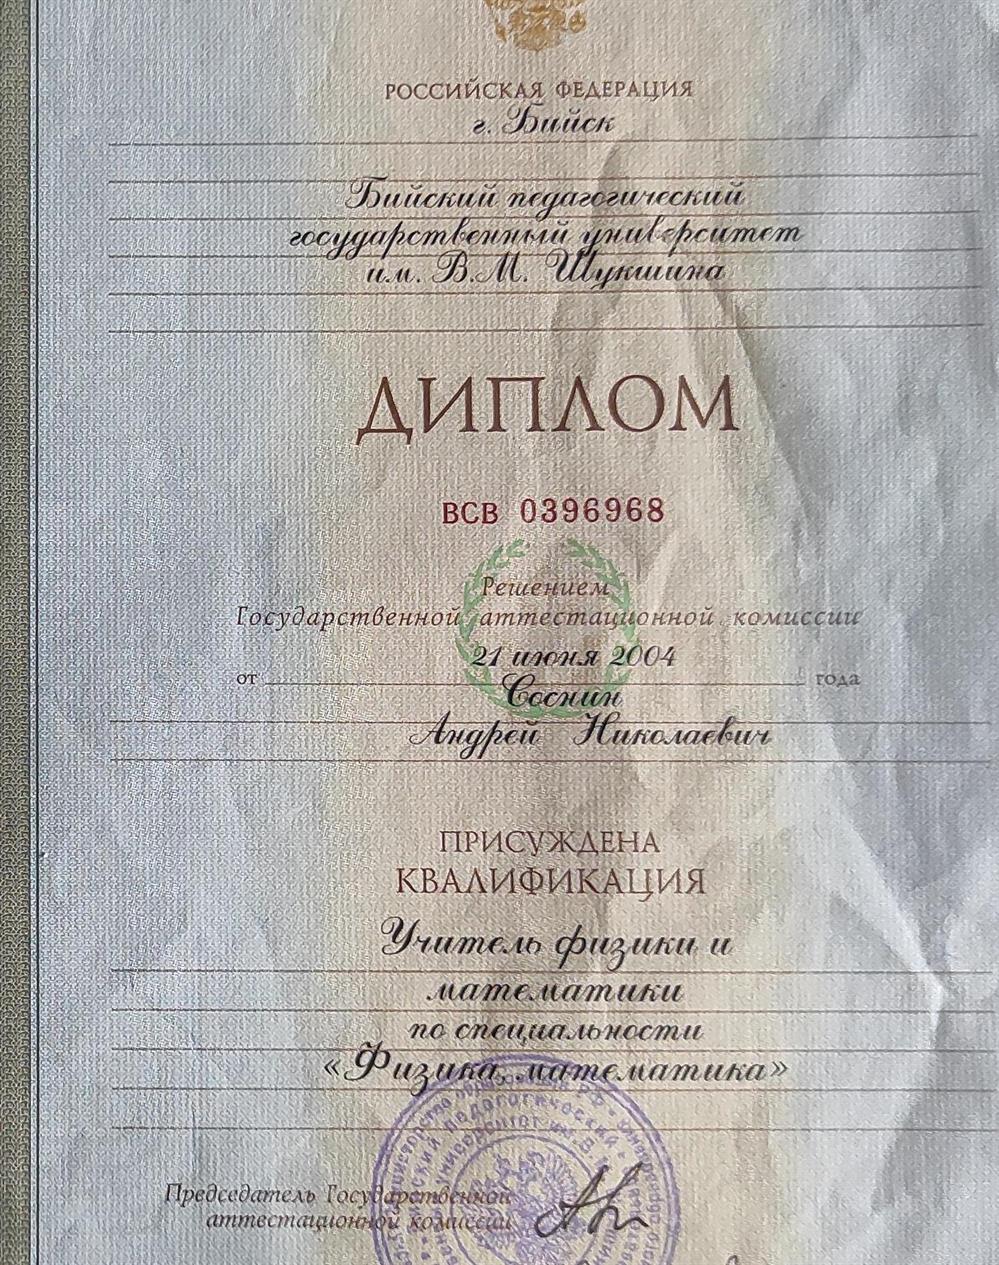 РОССИЙСКАЯ ФЕДЕРАЦИЯ
г. Бийск
Бийский педагогический
государственный университет
им. В.М. Шукшина
ДИПЛОМ
ВСВ 0396968
Решением
Государственной аттестационной комиссии
от 21 июня 2004 года
Соснин
Андрей Николаевич
ПРИСУЖДЕНА
КВАЛИФИКАЦИЯ
Учитель физики и
математики
по специальности
«Физика, математика»
Председатель Государственной
аттестационной комиссии